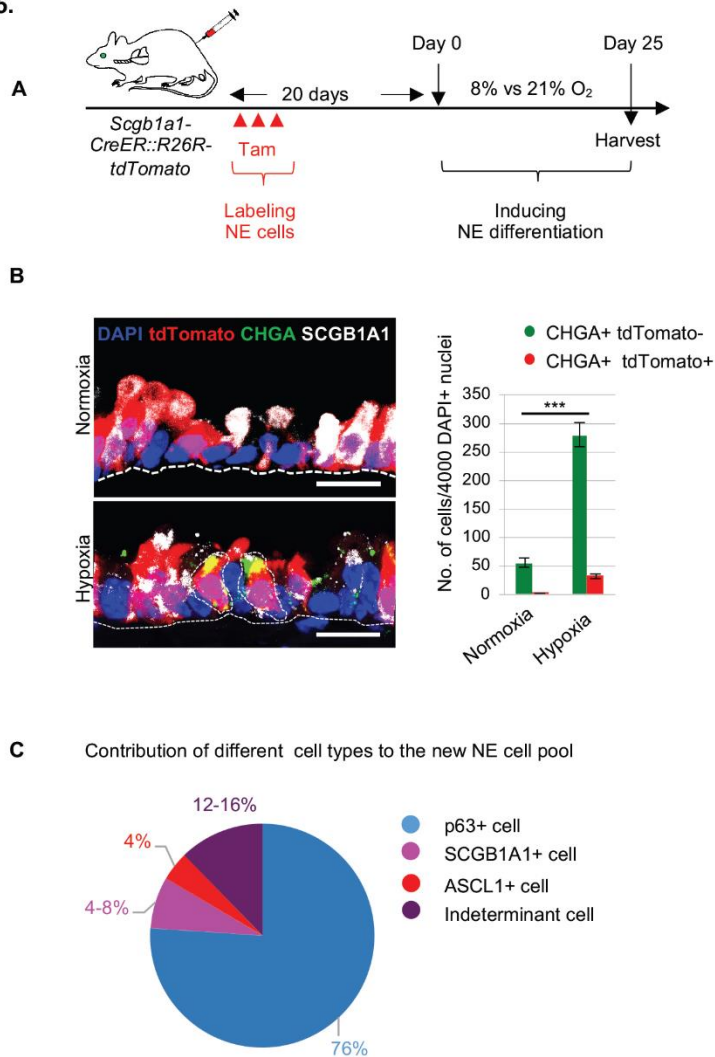 A
Day 0
Day 25
20 days
8% vs 21% O₂
Scgb1a1-
CreER::R26R-
tdTomato
Tam
Harvest
Labeling
NE cells
Inducing
NE differentiation
B
DAPI tdTomato CHGA SCGB1A1
Normoxia
Hypoxia
CHGA+ tdTomato-
CHGA+ tdTomato+
No. of cells/4000 DAPI+ nuclei
350
300
250
200
150
100
50
0
***
Normoxia
Hypoxia
C
Contribution of different cell types to the new NE cell pool
12-16%
4%
4-8%
76%
p63+ cell
SCGB1A1+ cell
ASCL1+ cell
Indeterminant cell